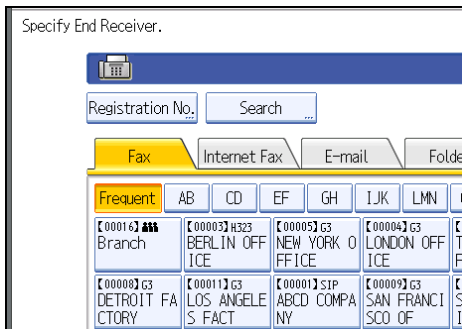 Specify End Receiver.
Registration No. Search
Fax Internet Fax E-mail Folde
Frequent AB CD EF GH IJK LMN
【00016】 【00003】H323 【00005】G3 【00004】G3
Branch BERLIN OFF NEW YORK O LONDON OFF
ICE FFICE ICE
【00008】G3 【00011】G3 【00001】SIP 【00009】G3
DETROIT FA LOS ANGELE ABCD COMPA SAN FRANCI
CTORY S FACT NY SCO OF